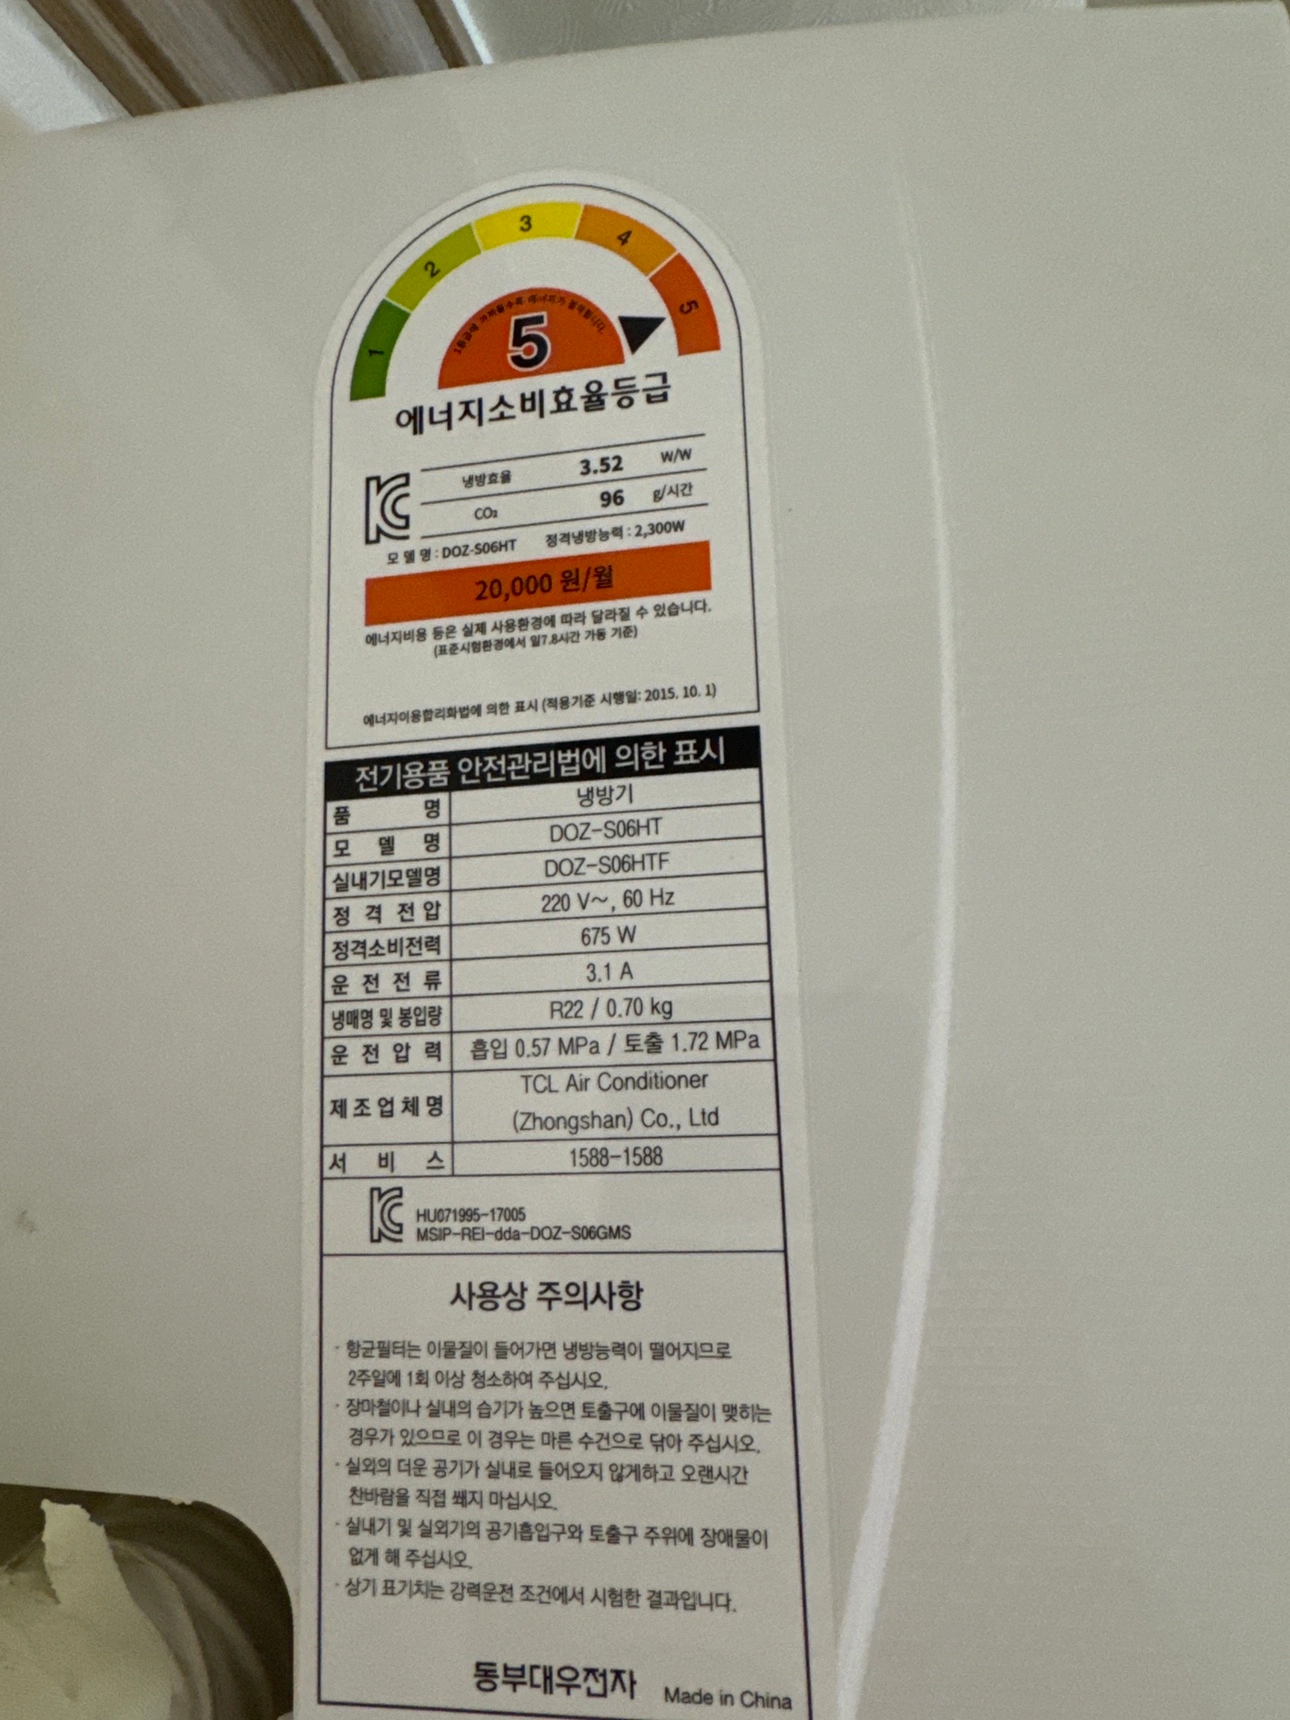 1 2 3 4 5
1등급에 가까울수록 에너지가 절약됩니다.
5
에너지소비효율등급
냉방효율 3.52 W/W
CO₂ 96 g/시간
모 델 명 : DOZ-S06HT 정격냉방능력 : 2,300W
20,000 원/월
에너지비용 등은 실제 사용환경에 따라 달라질 수 있습니다.
(표준시험환경에서 일7.8시간 가동 기준)
에너지이용합리화법에 의한 표시 (적용기준 시행일: 2015. 10. 1)
전기용품 안전관리법에 의한 표시
품 명 냉방기
모 델 명 DOZ-S06HT
실내기모델명 DOZ-S06HTF
정 격 전 압 220 V~, 60 Hz
정격소비전력 675 W
운 전 전 류 3.1 A
냉매명 및 봉입량 R22 / 0.70 kg
운 전 압 력 흡입 0.57 MPa / 토출 1.72 MPa
제조업체명 TCL Air Conditioner
(Zhongshan) Co., Ltd
서 비 스 1588-1588
HU071995-17005
MSIP-REI-dda-DOZ-S06GMS
사용상 주의사항
· 항균필터는 이물질이 들어가면 냉방능력이 떨어지므로
2주일에 1회 이상 청소하여 주십시오.
· 장마철이나 실내의 습기가 높으면 토출구에 이물질이 맺히는
경우가 있으므로 이 경우는 마른 수건으로 닦아 주십시오.
· 실외의 더운 공기가 실내로 들어오지 않게하고 오랜시간
찬바람을 직접 쐐지 마십시오.
· 실내기 및 실외기의 공기흡입구와 토출구 주위에 장애물이
없게 해 주십시오.
· 상기 표기치는 강력운전 조건에서 시험한 결과입니다.
동부대우전자 Made in China